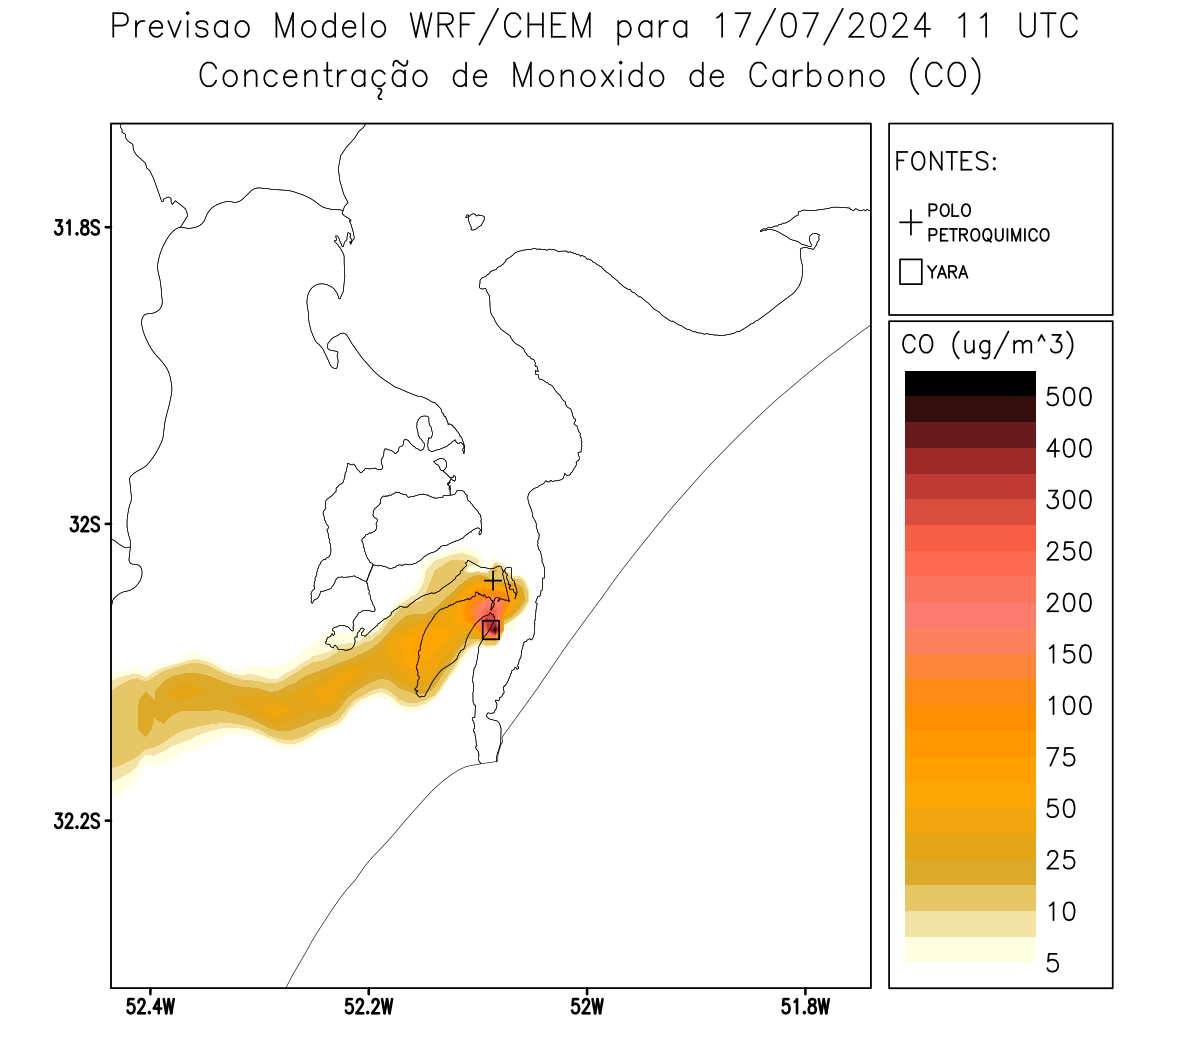 Previsao Modelo WRF/CHEM para 17/07/2024 11 UTC
Concentração de Monoxido de Carbono (CO)
FONTES:
POLO
PETROQUIMICO
YARA
CO (ug/m^3)
500
400
300
250
200
150
100
75
50
25
10
5
31.8S
32S
32.2S
52.4W
52.2W
52W
51.8W